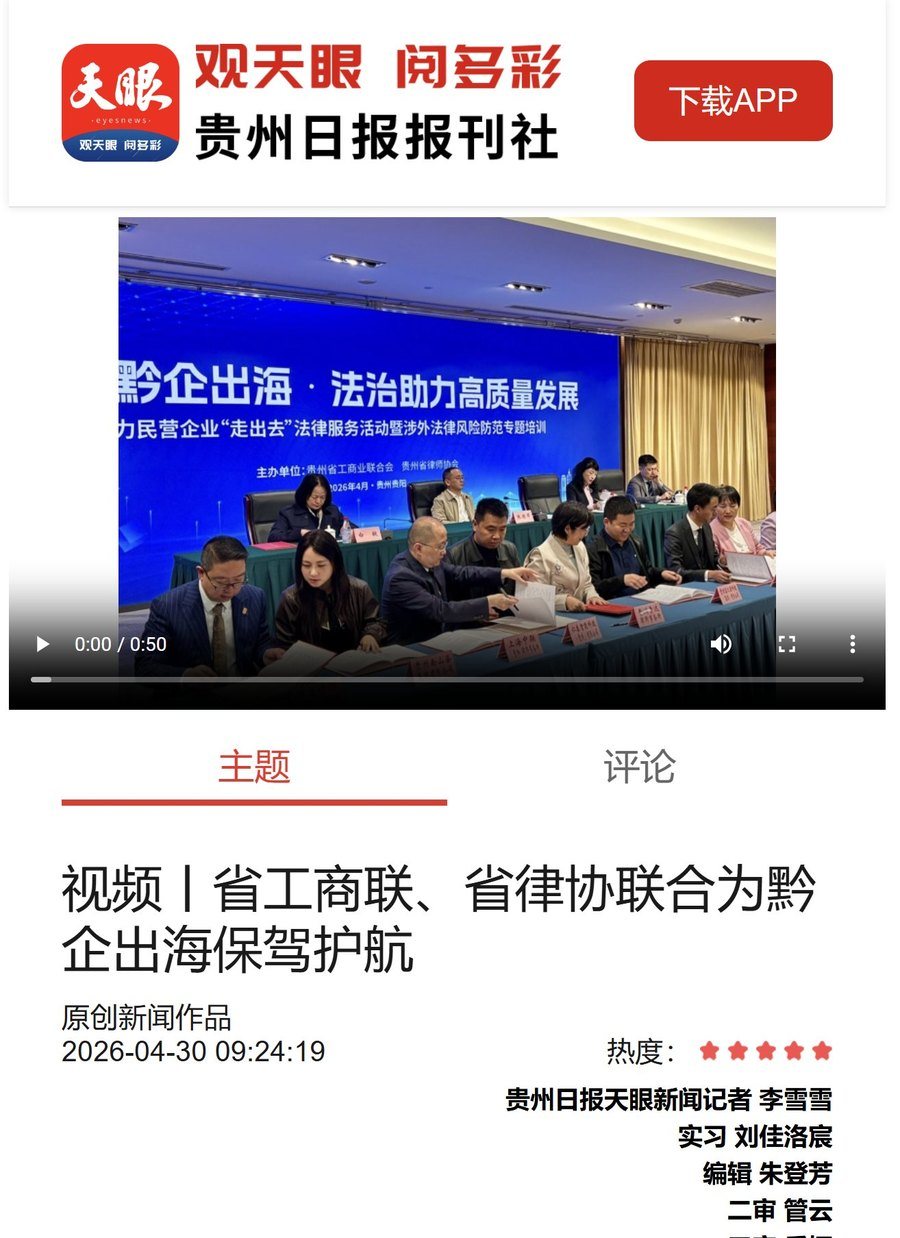 天眼
·eyesnews·
观天眼 阅多彩
观天眼 阅多彩
贵州日报报刊社
下载APP
黔企出海·法治助力高质量发展
力民营企业“走出去”法律服务活动暨涉外法律风险防范专题培训
主办单位：贵州省工商业联合会 贵州省律师协会
2026年4月·贵州贵阳
0:00 / 0:50
主题
评论
视频丨省工商联、省律协联合为黔
企出海保驾护航
原创新闻作品
2026-04-30 09:24:19
热度：
贵州日报天眼新闻记者 李雪雪
实习 刘佳洛宸
编辑 朱登芳
二审 管云